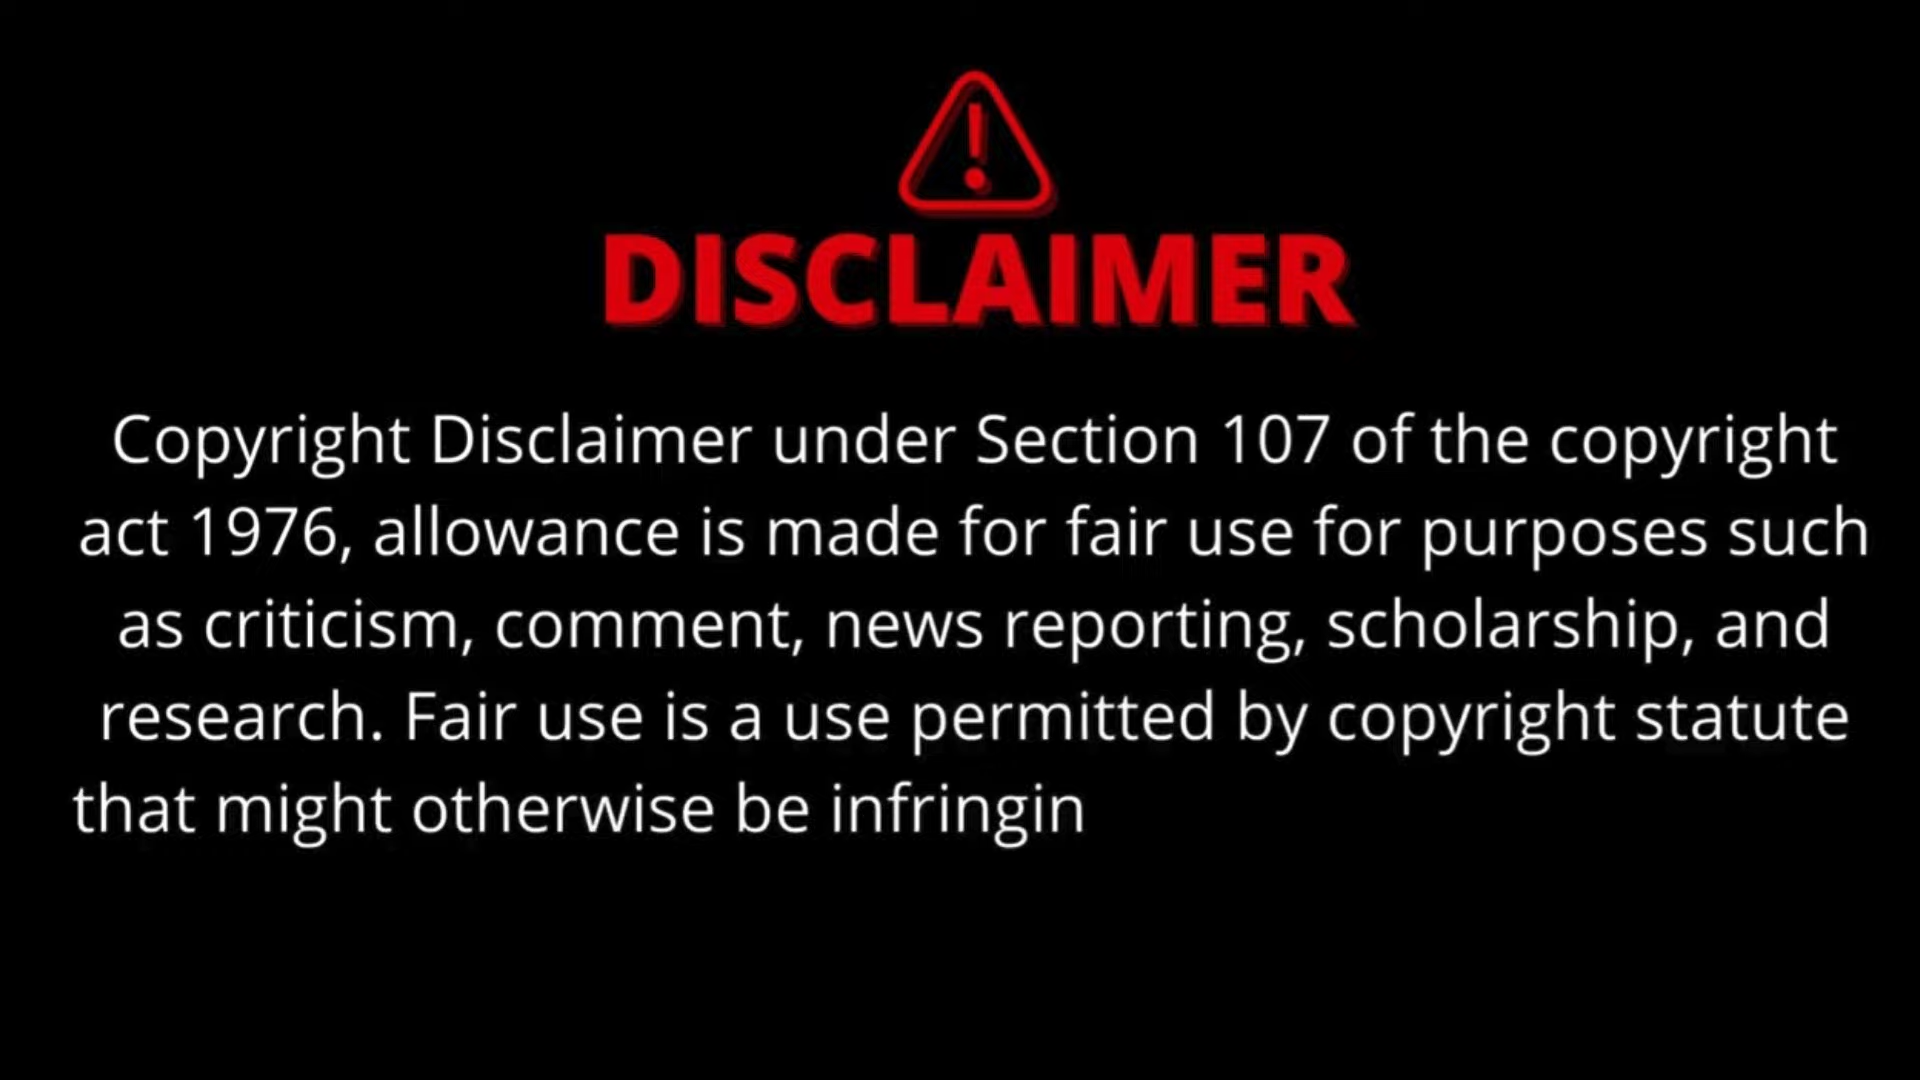 DISCLAIMER
Copyright Disclaimer under Section 107 of the copyright
act 1976, allowance is made for fair use for purposes such
as criticism, comment, news reporting, scholarship, and
research. Fair use is a use permitted by copyright statute
that might otherwise be infringin